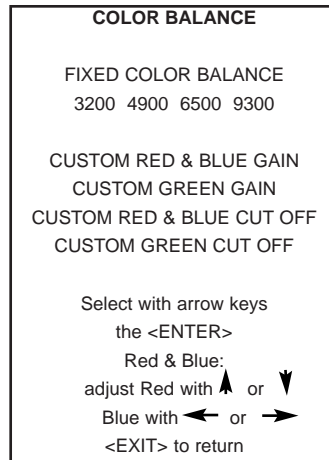 COLOR BALANCE
FIXED COLOR BALANCE
3200 4900 6500 9300
CUSTOM RED & BLUE GAIN
CUSTOM GREEN GAIN
CUSTOM RED & BLUE CUT OFF
CUSTOM GREEN CUT OFF
Select with arrow keys
the <ENTER>
Red & Blue:
adjust Red with or
Blue with or
<EXIT> to return